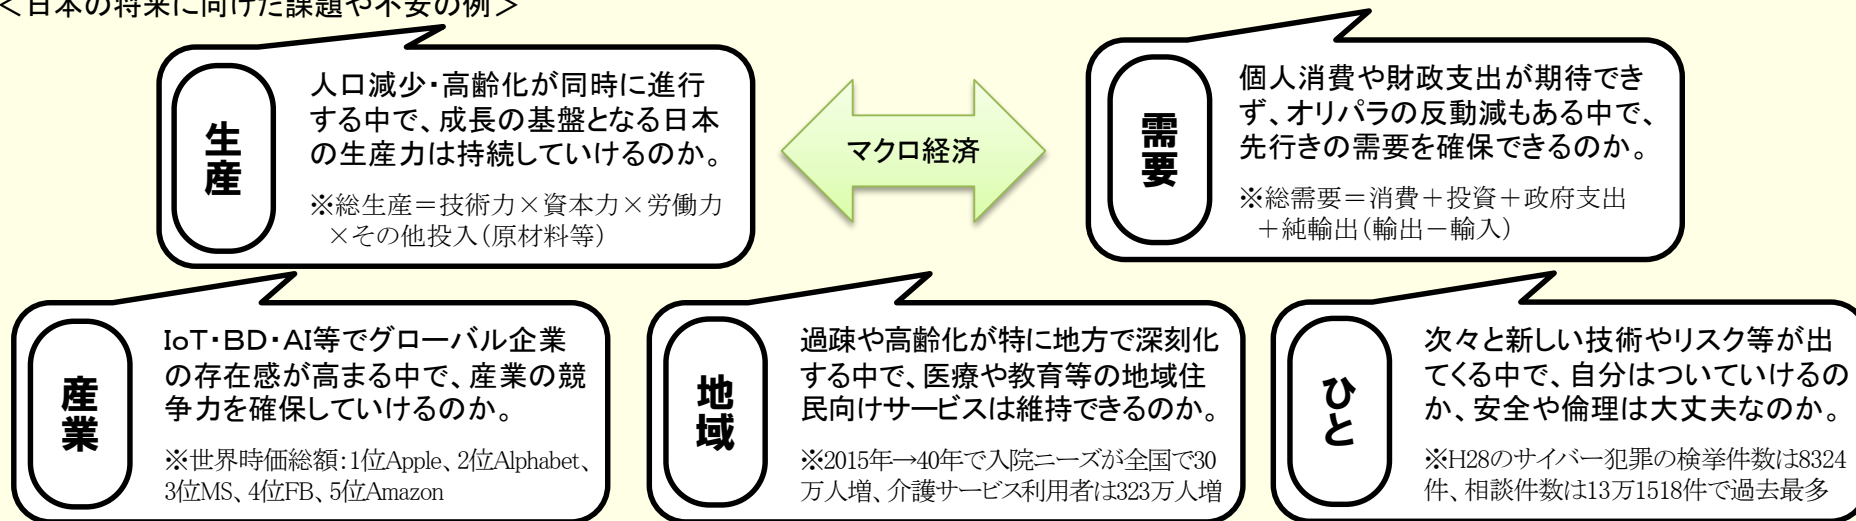 <日本の将来に向けた課題や不安の例>
生産
人口減少・高齢化が同時に進行
する中で、成長の基盤となる日本
の生産力は持続していけるのか。
※総生産＝技術力×資本力×労働力
×その他投入(原材料等)
マクロ経済
需要
個人消費や財政支出が期待でき
ず、オリパラの反動減もある中で、
先行きの需要を確保できるのか。
※総需要＝消費＋投資＋政府支出
＋純輸出(輸出－輸入)
産業
IoT・BD・AI等でグローバル企業
の存在感が高まる中で、産業の競
争力を確保していけるのか。
※世界時価総額:1位Apple、2位Alphabet、
3位MS、4位FB、5位Amazon
地域
過疎や高齢化が特に地方で深刻化
する中で、医療や教育等の地域住
民向けサービスは維持できるのか。
※2015年→40年で入院ニーズが全国で30
万人増、介護サービス利用者は323万人増
ひと
次々と新しい技術やリスク等が出
てくる中で、自分はついていけるの
か、安全や倫理は大丈夫なのか。
※H28のサイバー犯罪の検挙件数は8324
件、相談件数は13万1518件で過去最多